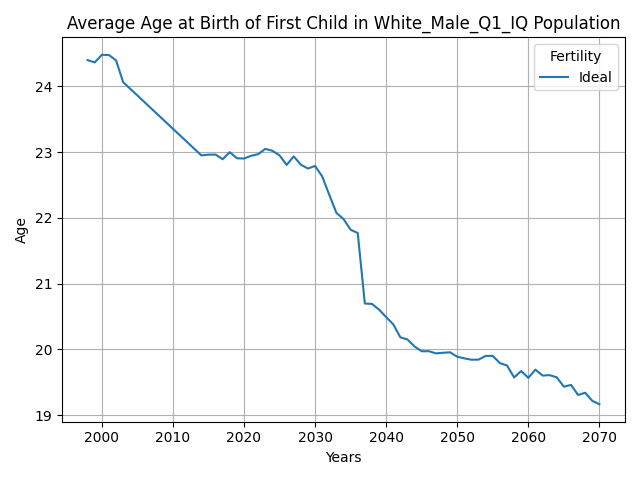 Average Age at Birth of First Child in White_Male_Q1_IQ Population
Fertility
Ideal
24
23
22
21
20
19
Age
2000 2010 2020 2030 2040 2050 2060 2070
Years